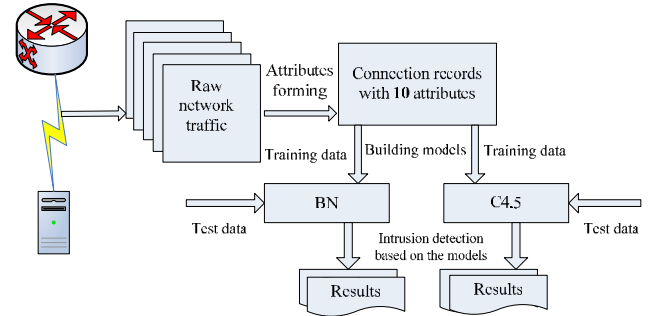 Raw
network
traffic
Attributes
forming
Connection records
with 10 attributes
Training data
Building models
Training data
BN
C4.5
Test data
Test data
Intrusion detection
based on the models
Results
Results